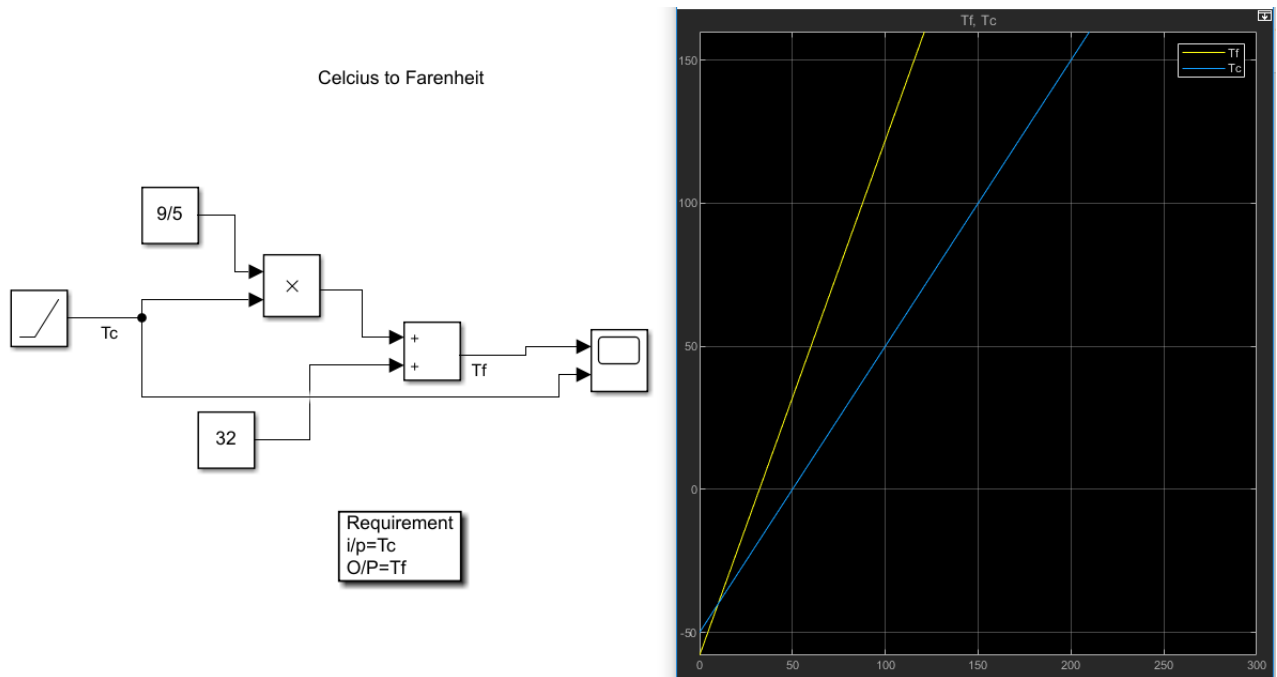 Celcius to Farenheit
9/5
×
Tc
+
+
Tf
32
Requirement
i/p=Tc
O/P=Tf
Tf, Tc
Tf
Tc
150
100
50
0
-50
0 50 100 150 200 250 300